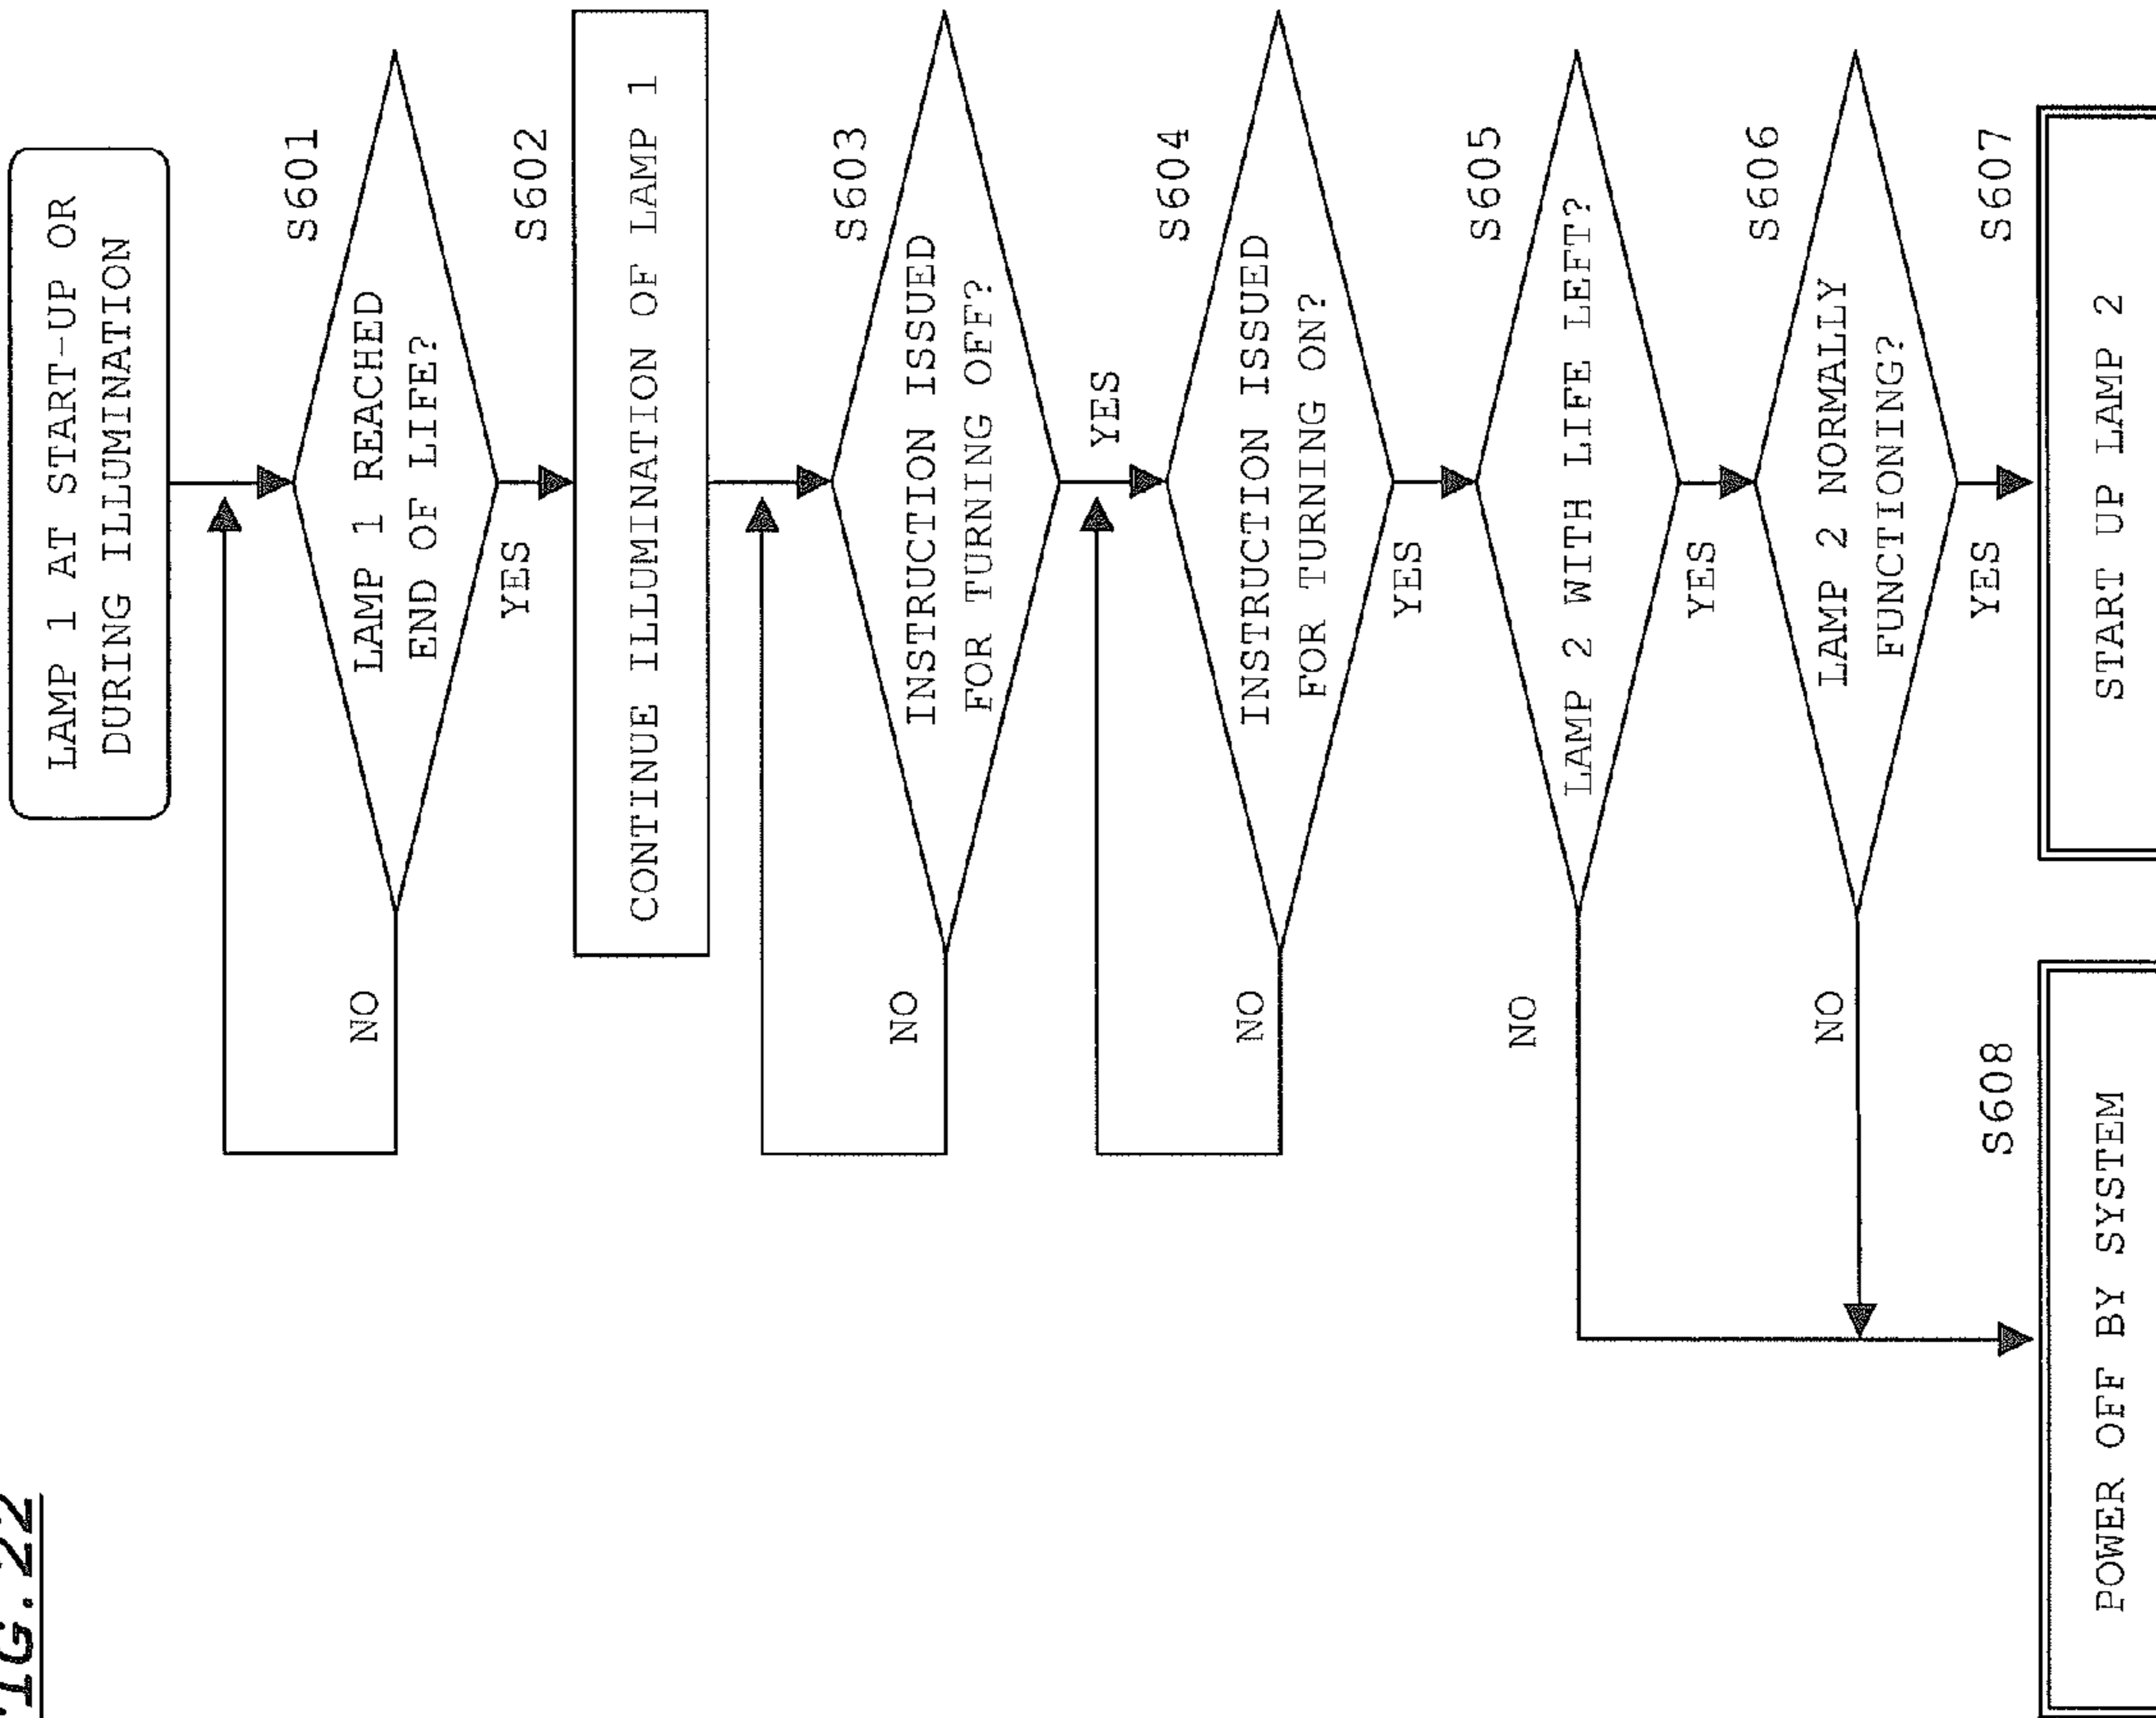 FIG. 22
LAMP 1 AT START-UP OR
DURING ILLUMINATION
S601
LAMP 1 REACHED
END OF LIFE?
NO
YES
S602
CONTINUE ILLUMINATION OF LAMP 1
S603
INSTRUCTION ISSUED
FOR TURNING OFF?
NO
YES
S604
INSTRUCTION ISSUED
FOR TURNING ON?
NO
YES
S605
LAMP 2 WITH LIFE LEFT?
NO
YES
S606
LAMP 2 NORMALLY
FUNCTIONING?
NO
YES
S608
S607
POWER OFF BY SYSTEM
START UP LAMP 2